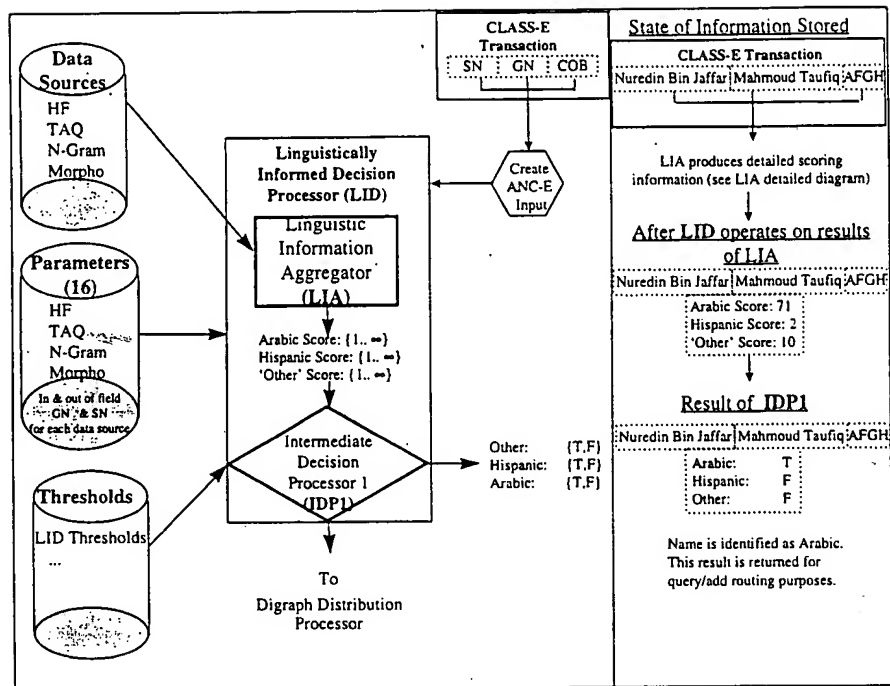 Data
Sources
HF
TAQ
N-Gram
Morpho
Parameters
(16)
HF
TAQ
N-Gram
Morpho
In & out of field
GN & SN
for each data source
Thresholds
LID Thresholds
...
CLASS-E
Transaction
SN GN COB
Create
ANC-E
Input
Linguistically
Informed Decision
Processor (LID)
Linguistic
Information
Aggregator
(LIA)
Arabic Score: {1.. ∞}
Hispanic Score: {1.. ∞}
'Other' Score: {1.. ∞}
Intermediate
Decision
Processor 1
(IDP1)
Other: {T,F}
Hispanic: {T,F}
Arabic: {T,F}
To
Digraph Distribution
Processor
State of Information Stored
CLASS-E Transaction
Nuredin Bin Jaffar Mahmoud Taufiq AFGH
LIA produces detailed scoring
information (see LIA detailed diagram)
After LID operates on results
of LIA
Nuredin Bin Jaffar Mahmoud Taufiq AFGH
Arabic Score: 71
Hispanic Score: 2
'Other' Score: 10
Result of IDP1
Nuredin Bin Jaffar Mahmoud Taufiq AFGH
Arabic: T
Hispanic: F
Other: F
Name is identified as Arabic.
This result is returned for
query/add routing purposes.